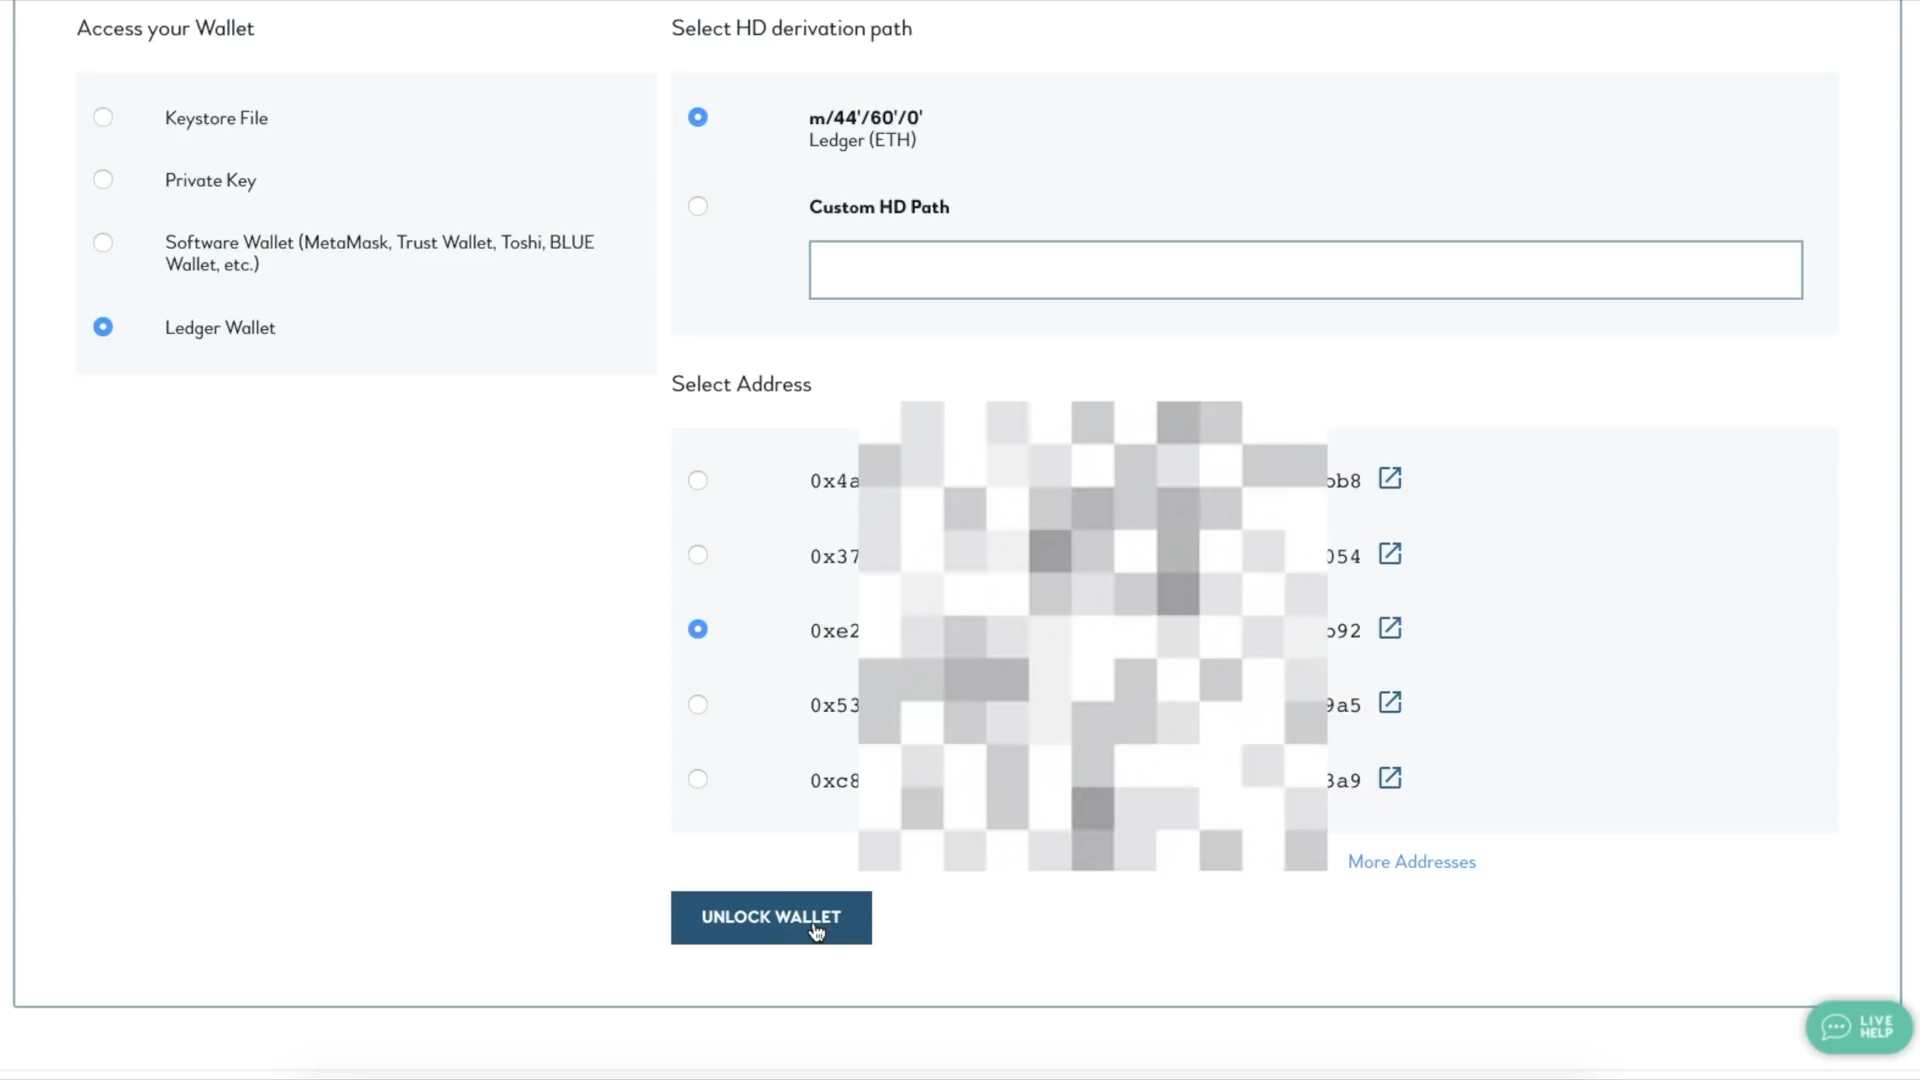 Access your Wallet
Select HD derivation path
Keystore File
Private Key
Software Wallet (MetaMask, Trust Wallet, Toshi, BLUE
Wallet, etc.)
Ledger Wallet
m/44'/60'/0'
Ledger (ETH)
Custom HD Path
Select Address
0x4a bb8
0x37 054
0xe2 b92
0x53 9a5
0xc8 3a9
More Addresses
UNLOCK WALLET
LIVE
HELP